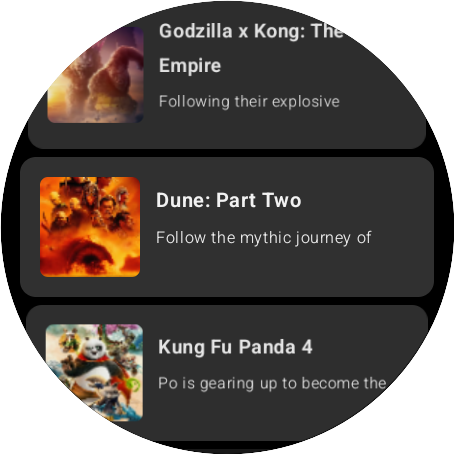 Godzilla x Kong: The
Empire
Following their explosive
Dune: Part Two
Follow the mythic journey of
Kung Fu Panda 4
Po is gearing up to become the